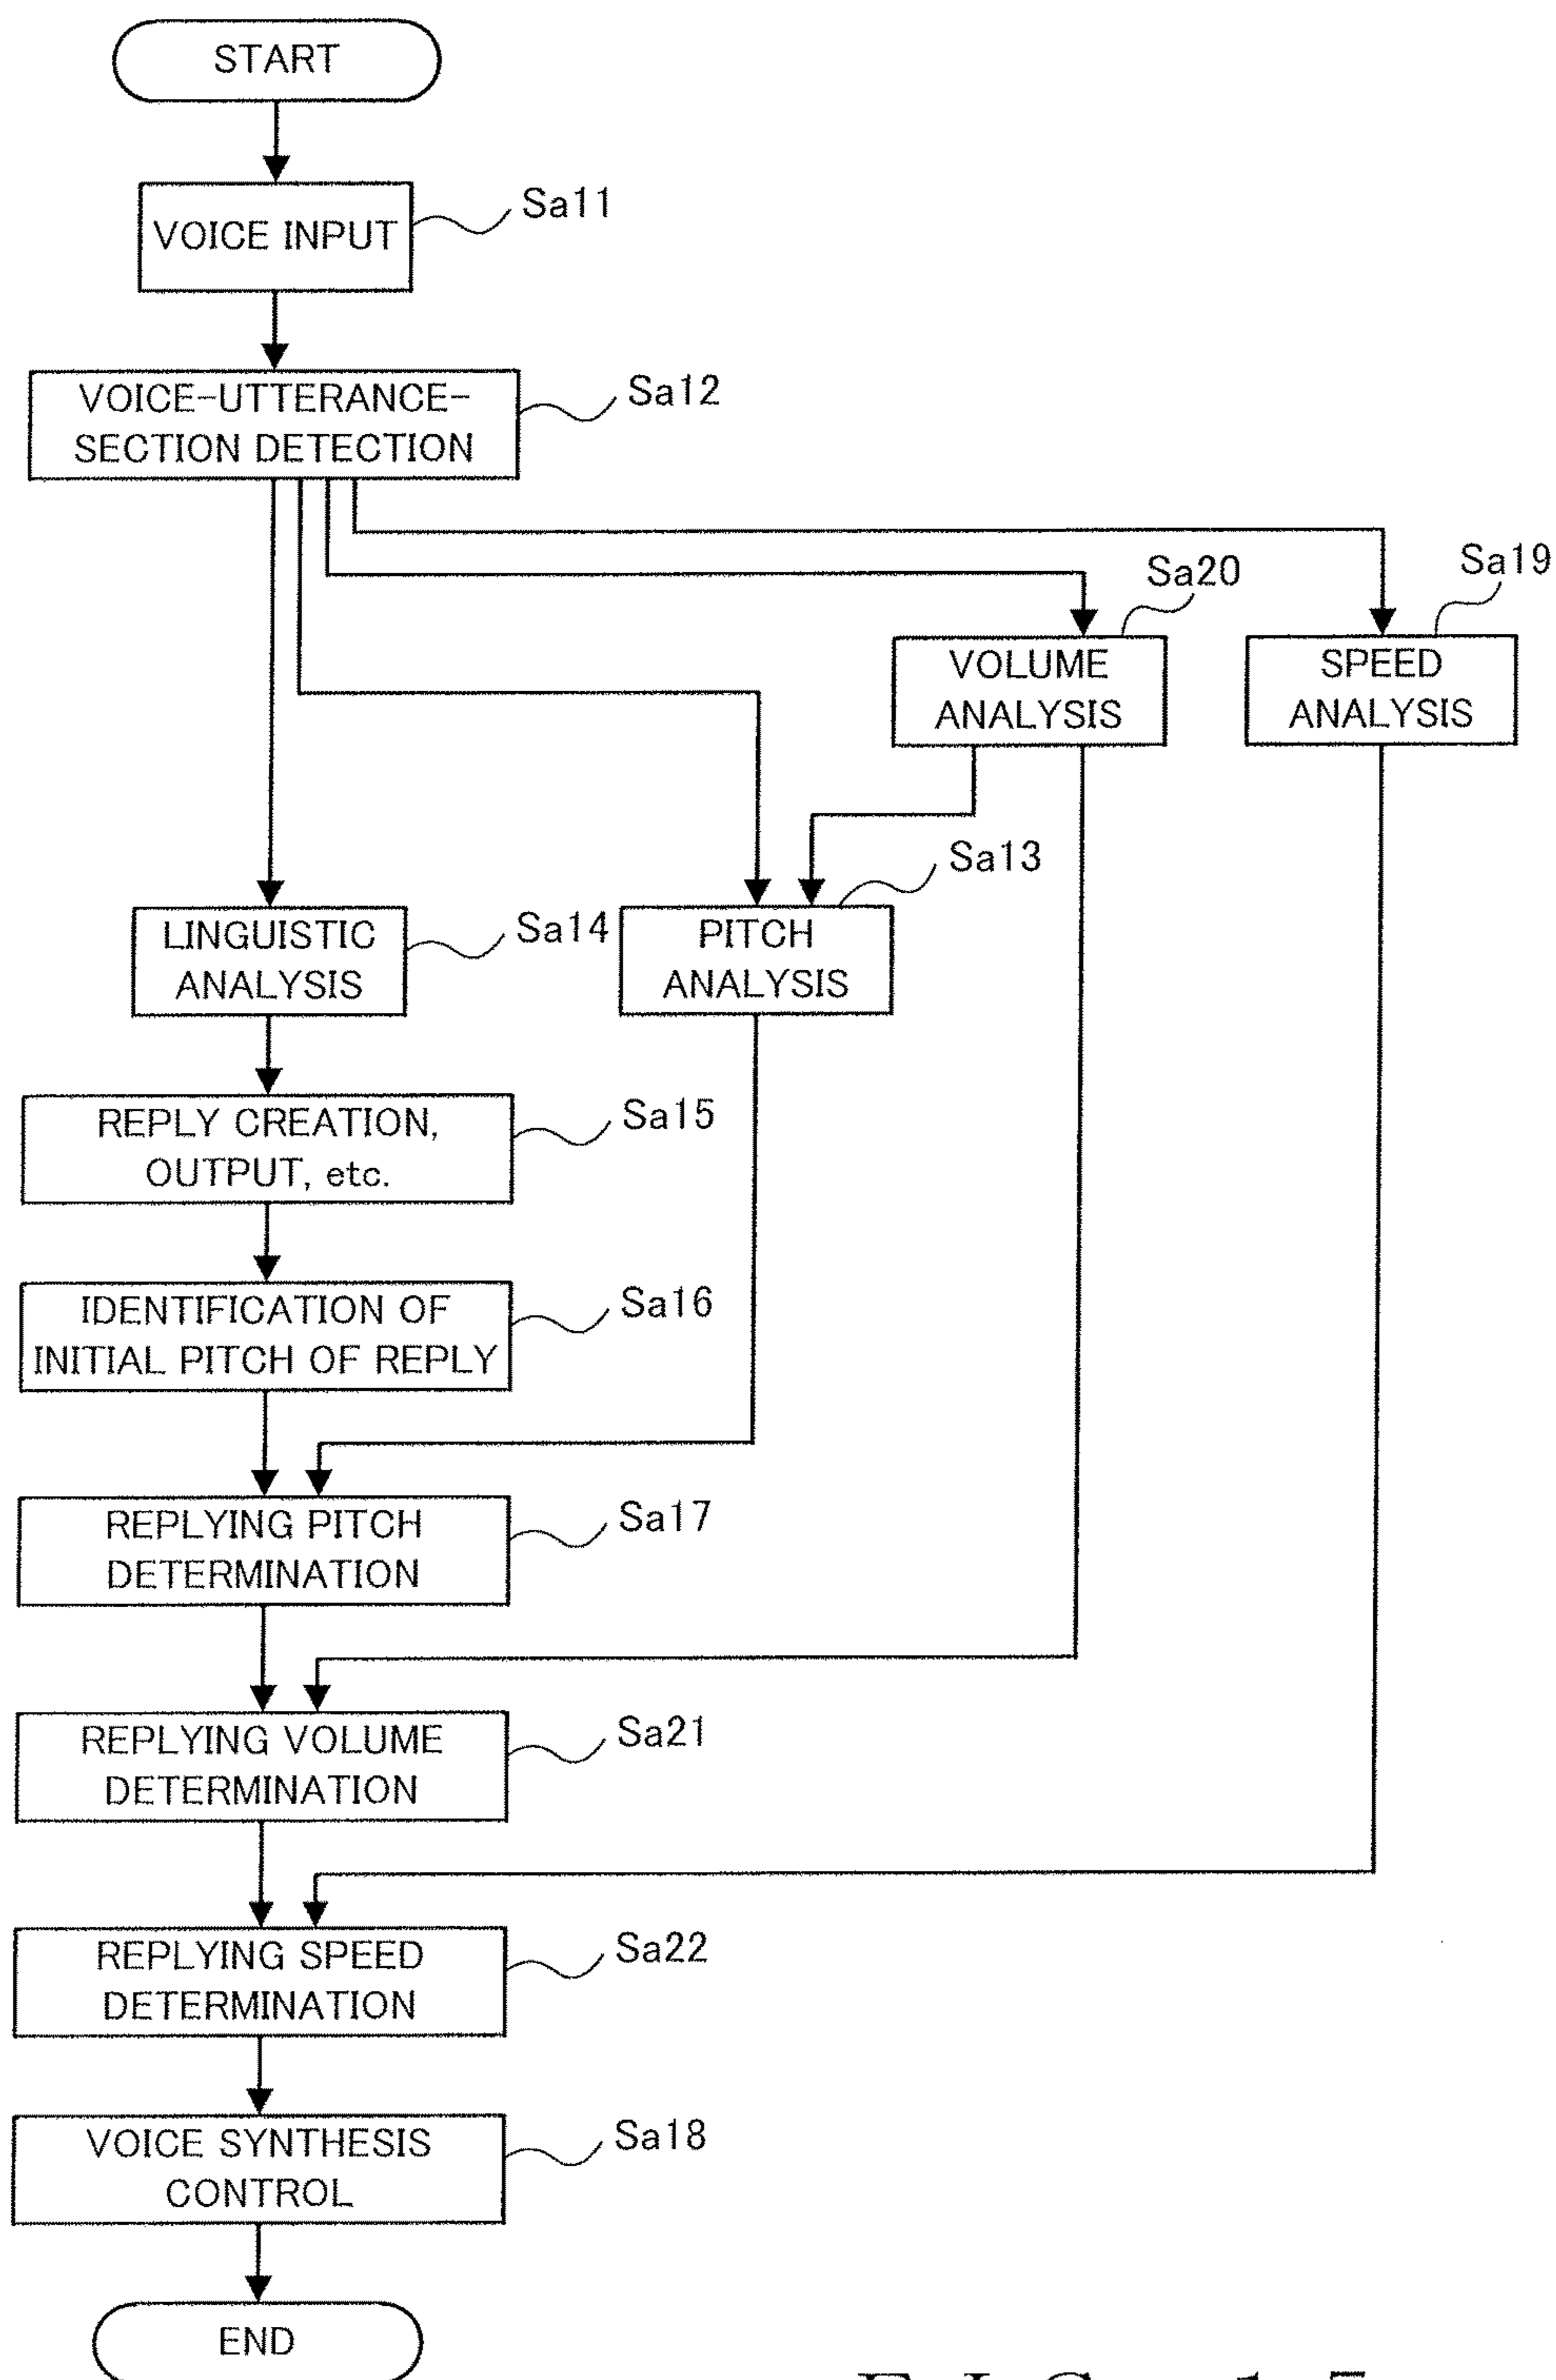 START
VOICE INPUT
Sa11
VOICE-UTTERANCE-
SECTION DETECTION
Sa12
Sa20
Sa19
VOLUME
ANALYSIS
SPEED
ANALYSIS
Sa13
LINGUISTIC
ANALYSIS
Sa14
PITCH
ANALYSIS
REPLY CREATION,
OUTPUT, etc.
Sa15
IDENTIFICATION OF
INITIAL PITCH OF REPLY
Sa16
REPLYING PITCH
DETERMINATION
Sa17
REPLYING VOLUME
DETERMINATION
Sa21
REPLYING SPEED
DETERMINATION
Sa22
VOICE SYNTHESIS
CONTROL
Sa18
END